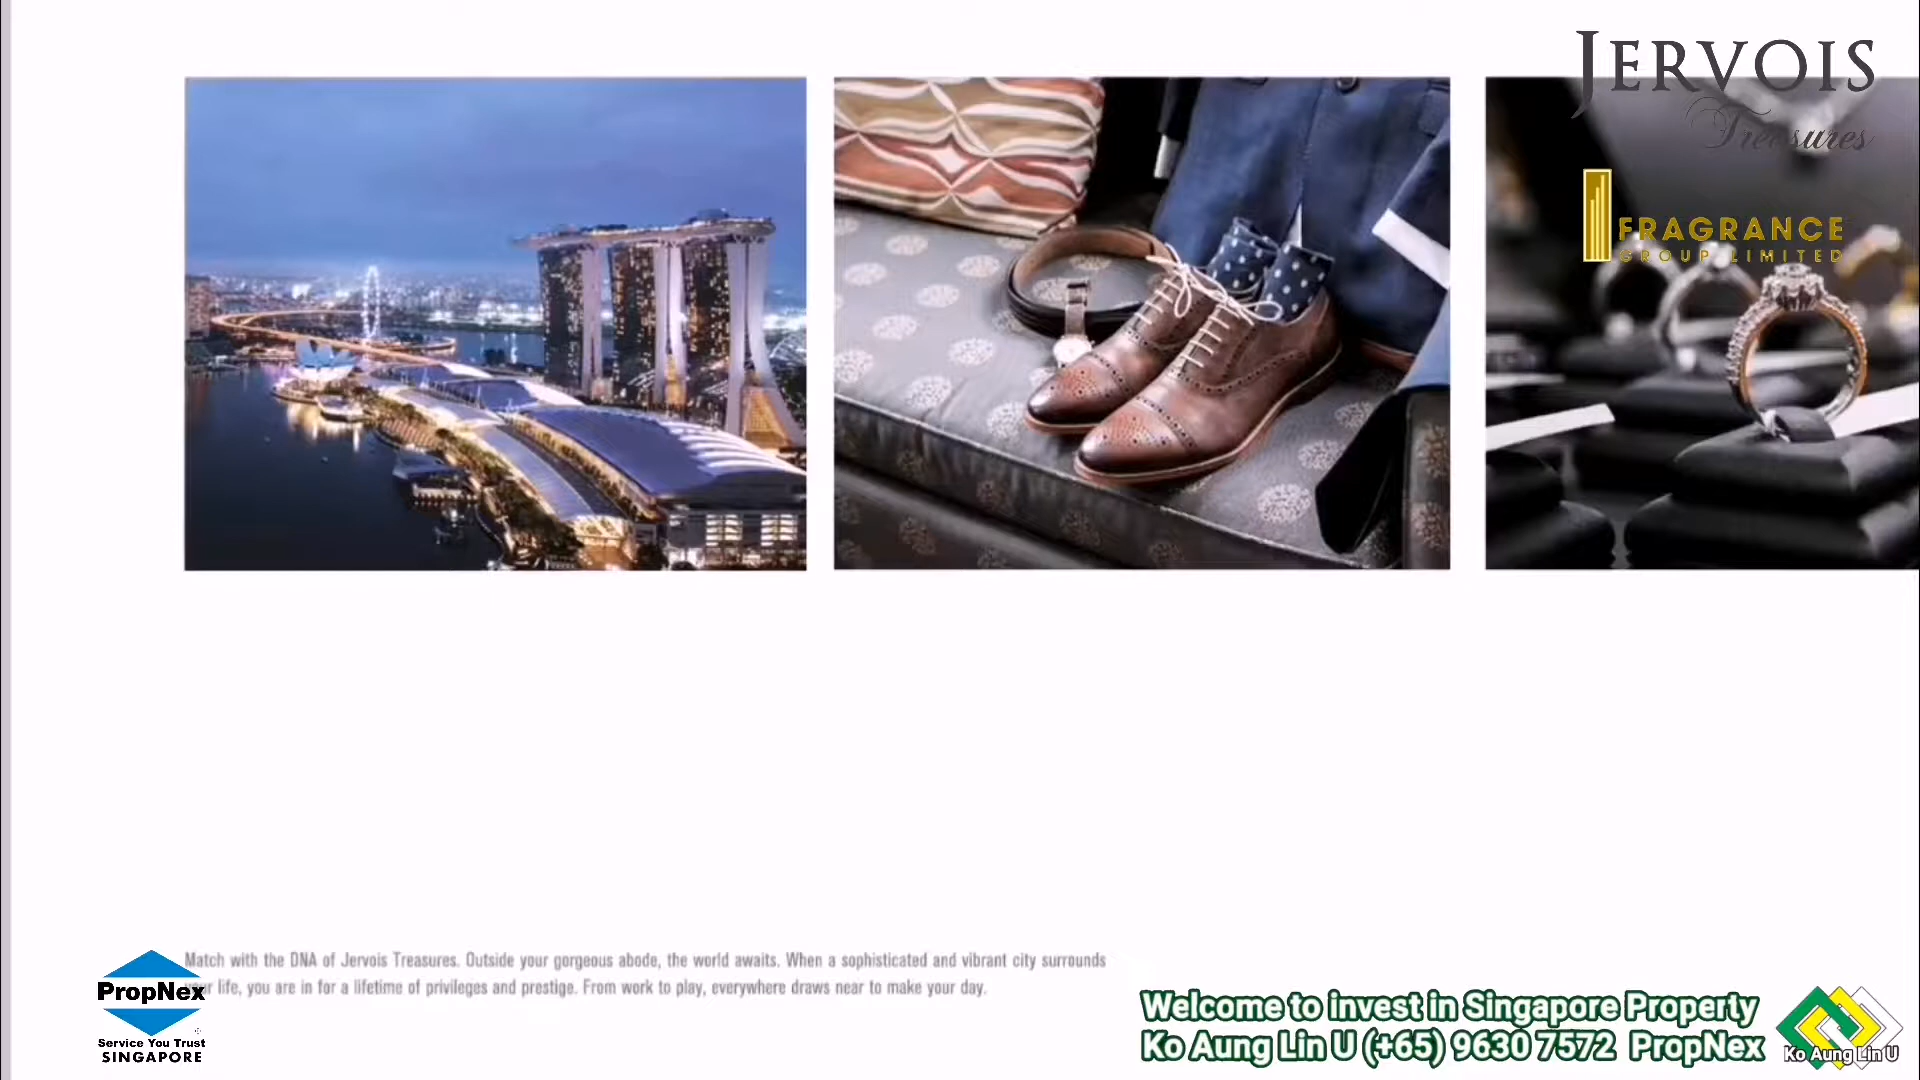 JERVOIS
Treasures
FRAGRANCE
GROUP LIMITED
Match with the DNA of Jervois Treasures. Outside your gorgeous abode, the world awaits. When a sophisticated and vibrant city surrounds
life, you are in for a lifetime of privileges and prestige. From work to play, everywhere draws near to make your day.
PropNex
Service You Trust
SINGAPORE
Welcome to invest in Singapore Property
Ko Aung Lin U (+65) 9630 7572 PropNex
Ko Aung Lin U